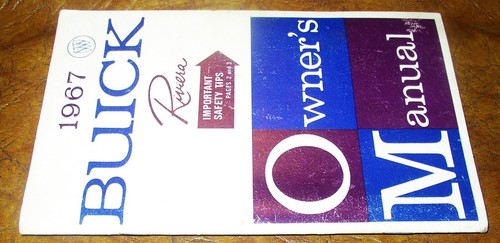 1967
BUICK
Riviera
IMPORTANT
SAFETY TIPS
PAGES 2 and 3
Owner's
Manual